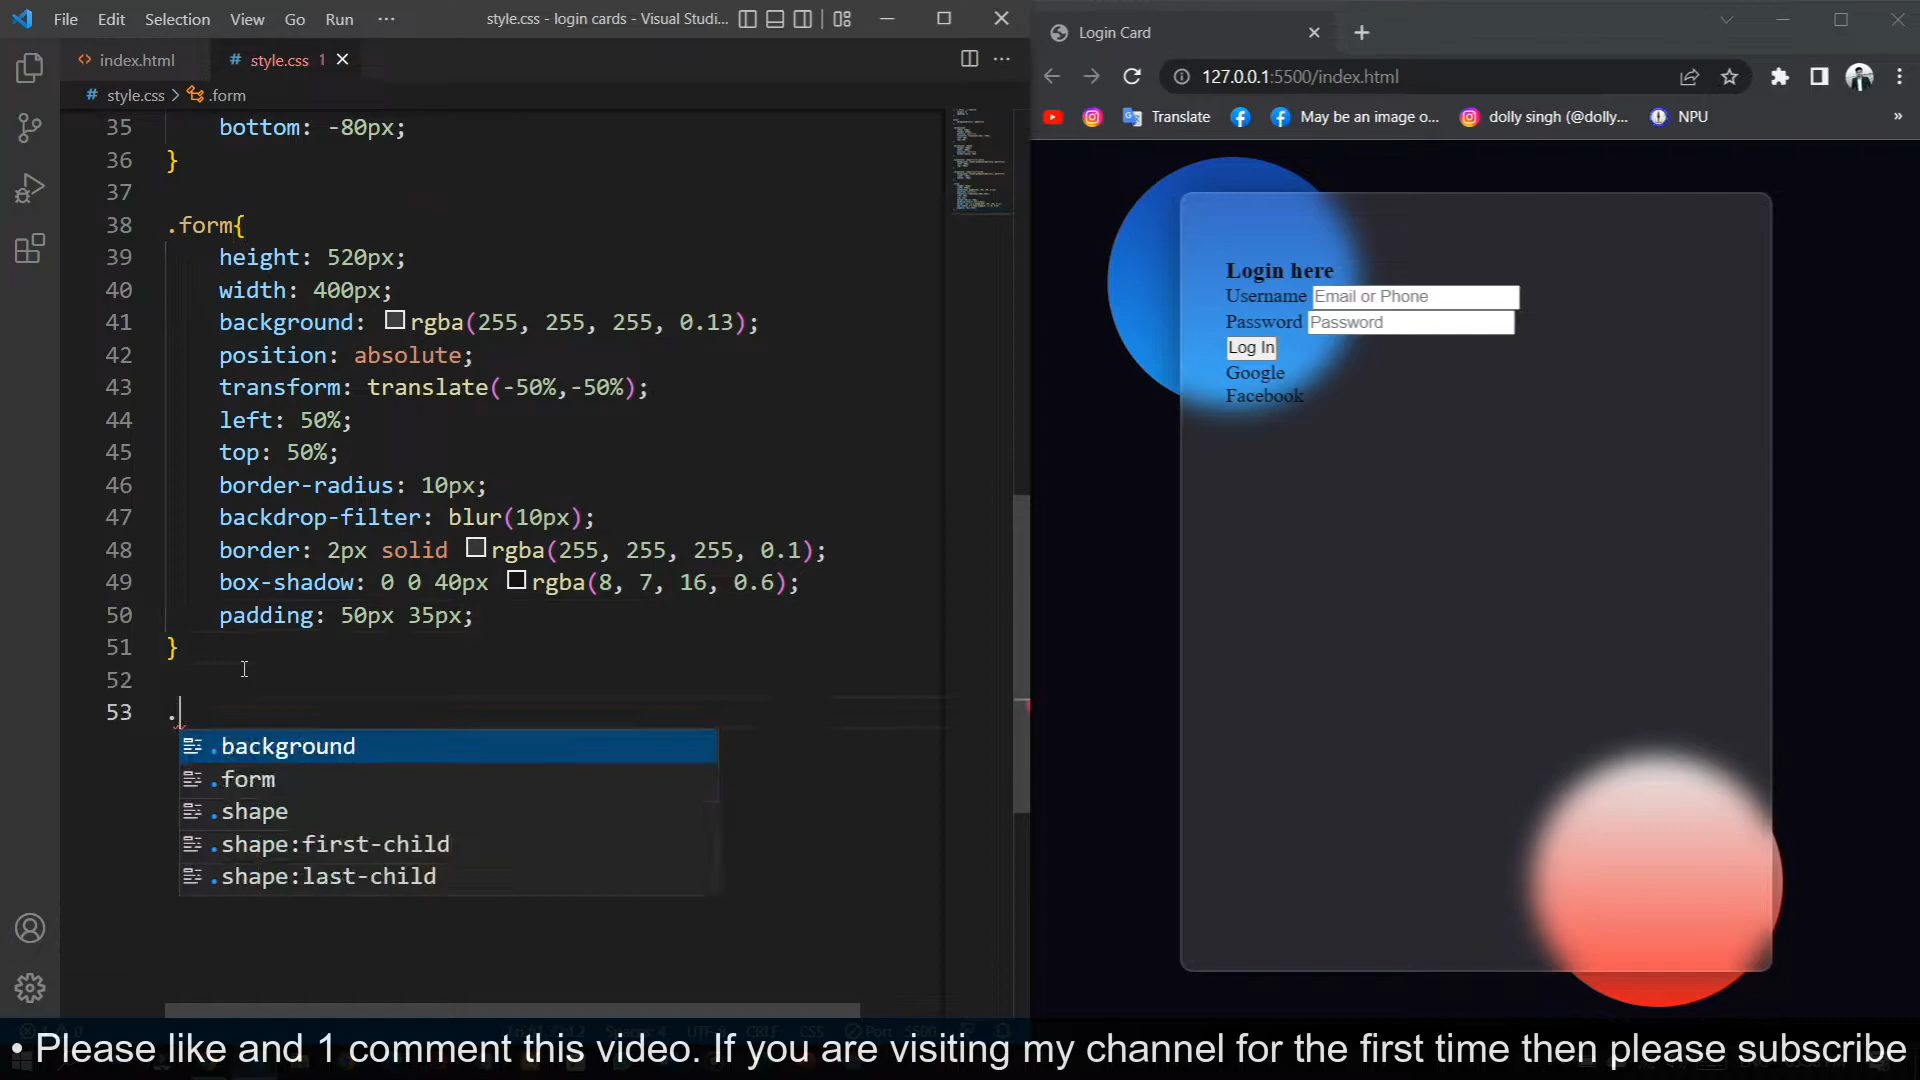 File Edit Selection View Go Run ···
style.css - login cards - Visual Studi...
index.html
# style.css 1
# style.css > .form
35 bottom: -80px;
36 }
37
38 .form{
39 height: 520px;
40 width: 400px;
41 background: rgba(255, 255, 255, 0.13);
42 position: absolute;
43 transform: translate(-50%,-50%);
44 left: 50%;
45 top: 50%;
46 border-radius: 10px;
47 backdrop-filter: blur(10px);
48 border: 2px solid rgba(255, 255, 255, 0.1);
49 box-shadow: 0 0 40px rgba(8, 7, 16, 0.6);
50 padding: 50px 35px;
51 }
52
53 .
.background
.form
.shape
.shape:first-child
.shape:last-child
Login Card
127.0.0.1:5500/index.html
Translate
May be an image o...
dolly singh (@dolly...
NPU
»
Login here
Username Email or Phone
Password Password
Log In
Google
Facebook
• Please like and 1 comment this video. If you are visiting my channel for the first time then please subscribe